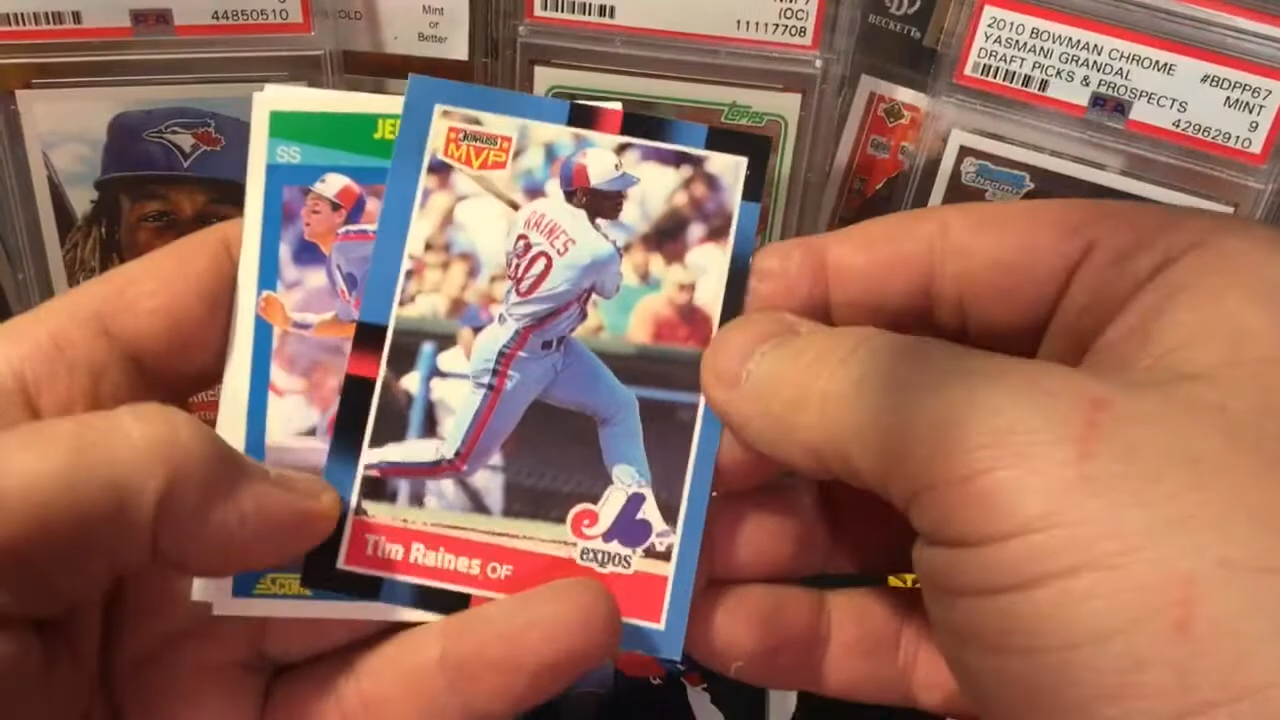 44850510
PSA
OLD
Mint
or
Better
(OC)
11117708
BECKETT
2010 BOWMAN CHROME
#BDPP67
YASMANI GRANDAL
MINT
DRAFT PICKS & PROSPECTS
9
PSA
42962910
Topps
Chrome
JE
SS
SCORE
DONRUSS
MVP
RAINES
30
Tim Raines OF
expos